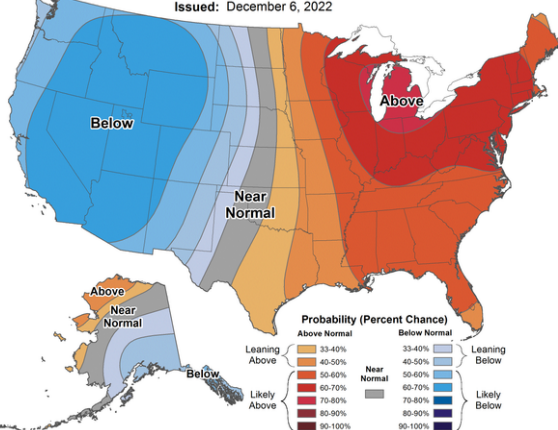 Issued: December 6, 2022
Above
Below
Near
Normal
Above
Near
Normal
Below
Probability (Percent Chance)
Above Normal
Below Normal
Leaning
Above
33-40%
40-50%
33-40%
40-50%
Leaning
Below
Likely
Above
50-60%
60-70%
70-80%
80-90%
90-100%
Near
Normal
50-60%
60-70%
70-80%
80-90%
90-100%
Likely
Below